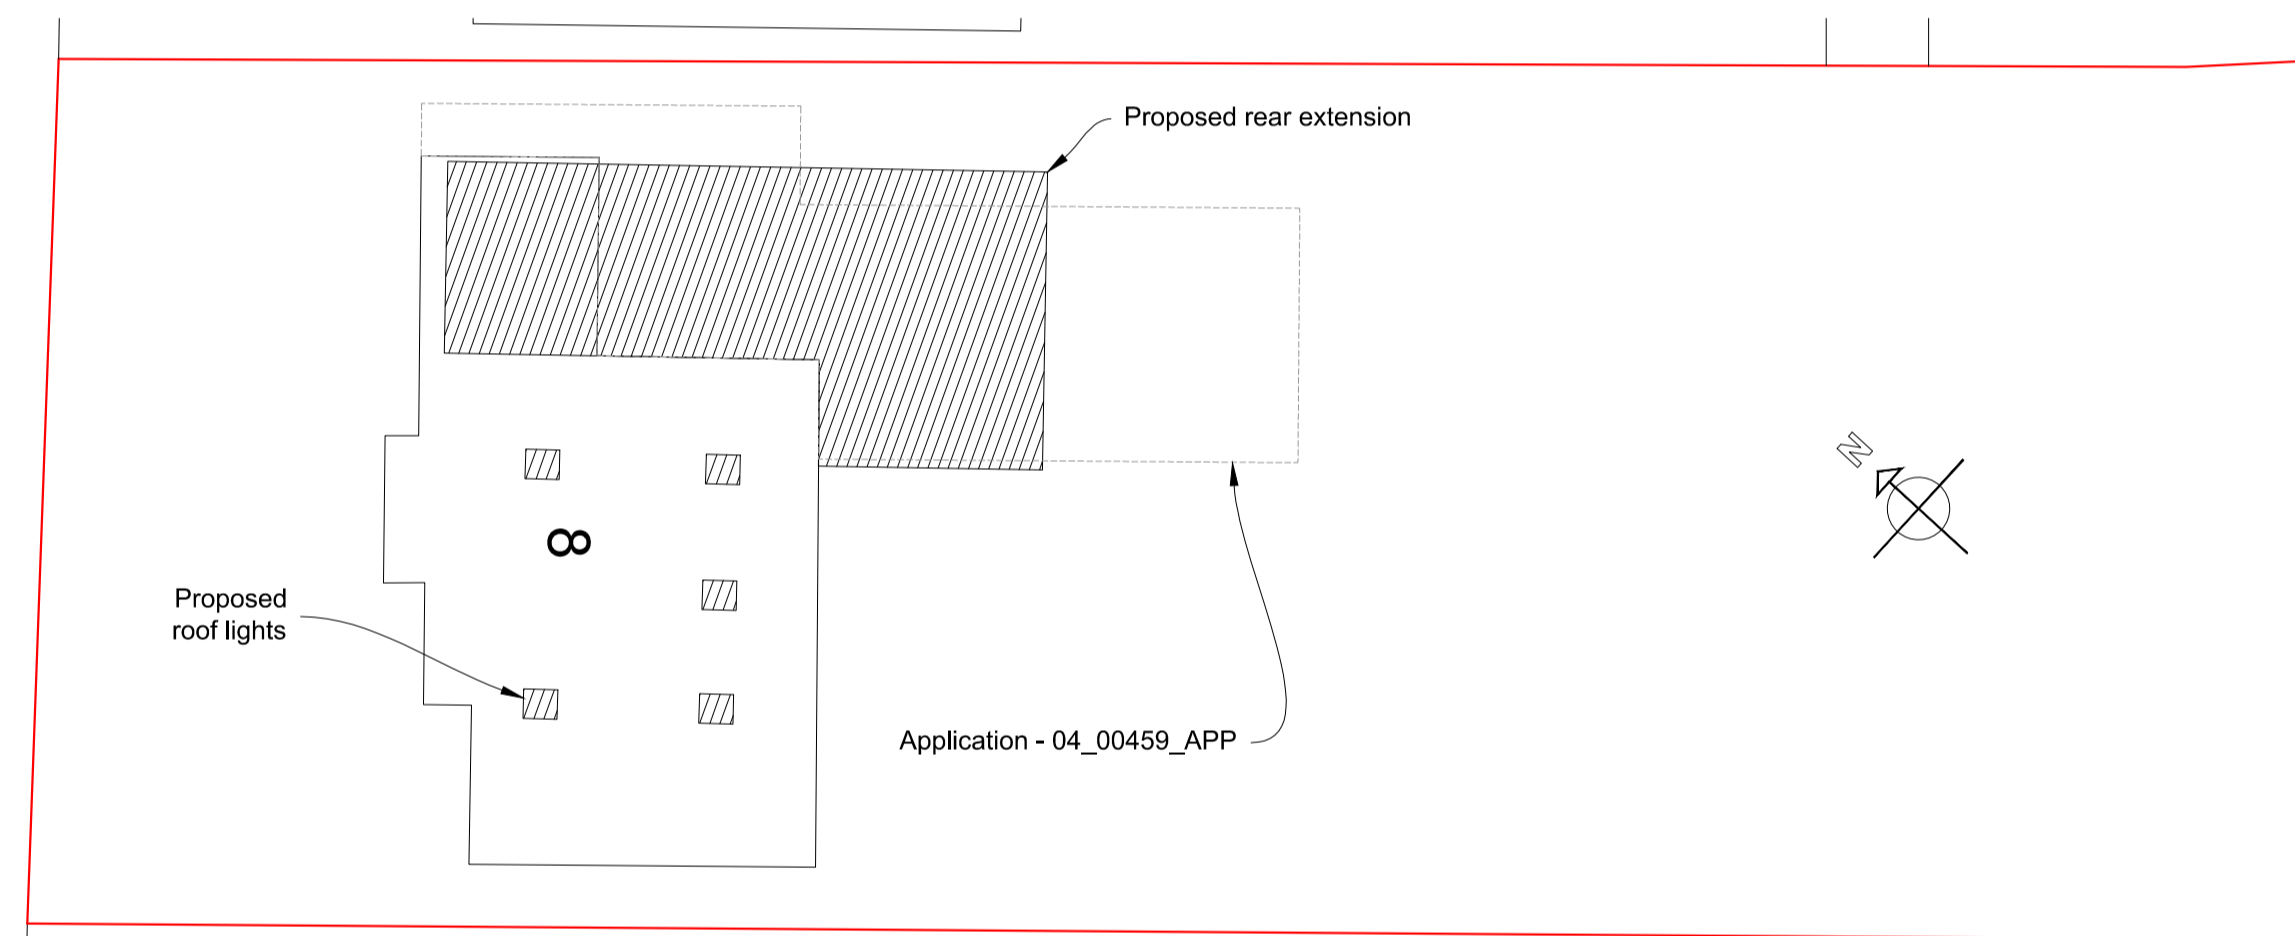 Proposed rear extension
N
8
Proposed
roof lights
Application - 04_00459_APP